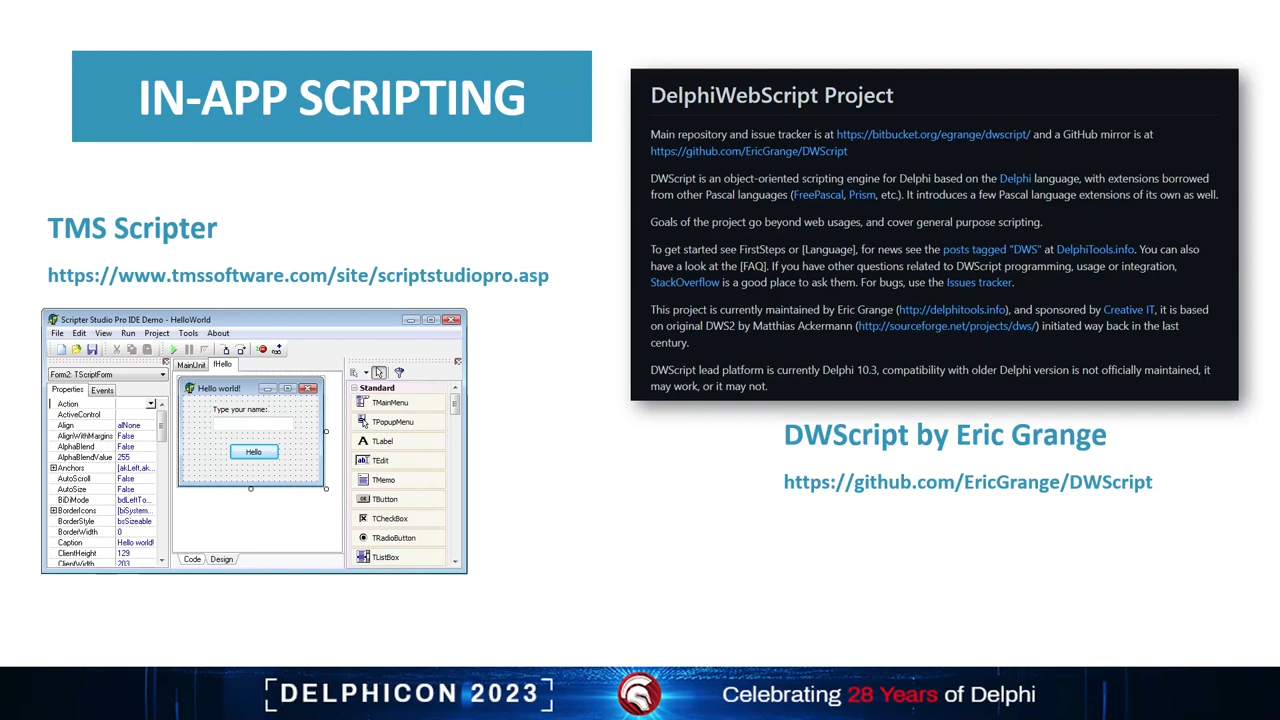 IN-APP SCRIPTING
TMS Scripter
https://www.tmssoftware.com/site/scriptstudiopro.asp
Scripter Studio Pro IDE Demo - HelloWorld
File Edit View Run Project Tools About
Form2: TScriptForm
Properties Events
Action
ActiveControl
Align alNone
AlignWithMargins False
AlphaBlend False
AlphaBlendValue 255
Anchors [akLeft,ak...
AutoScroll False
AutoSize False
BiDiMode bdLeftTo...
BorderIcons [biSystem...
BorderStyle bsSizeable
BorderWidth 0
Caption Hello world!
ClientHeight 129
ClientWidth 203
MainUnit fHello
Hello world!
Type your name:
Hello
Code Design
Standard
TMainMenu
TPopupMenu
TLabel
TEdit
TMemo
TButton
TCheckBox
TRadioButton
TListBox
DelphiWebScript Project
Main repository and issue tracker is at https://bitbucket.org/egrange/dwscript/ and a GitHub mirror is at
https://github.com/EricGrange/DWScript
DWScript is an object-oriented scripting engine for Delphi based on the Delphi language, with extensions borrowed
from other Pascal languages (FreePascal, Prism, etc.). It introduces a few Pascal language extensions of its own as well.
Goals of the project go beyond web usages, and cover general purpose scripting.
To get started see FirstSteps or [Language], for news see the posts tagged "DWS" at DelphiTools.info. You can also
have a look at the [FAQ]. If you have other questions related to DWScript programming, usage or integration,
StackOverflow is a good place to ask them. For bugs, use the Issues tracker.
This project is currently maintained by Eric Grange (http://delphitools.info), and sponsored by Creative IT, it is based
on original DWS2 by Matthias Ackermann (http://sourceforge.net/projects/dws/) initiated way back in the last
century.
DWScript lead platform is currently Delphi 10.3, compatibility with older Delphi version is not officially maintained, it
may work, or it may not.
DWScript by Eric Grange
https://github.com/EricGrange/DWScript
[DELPHICON 2023]
Celebrating 28 Years of Delphi